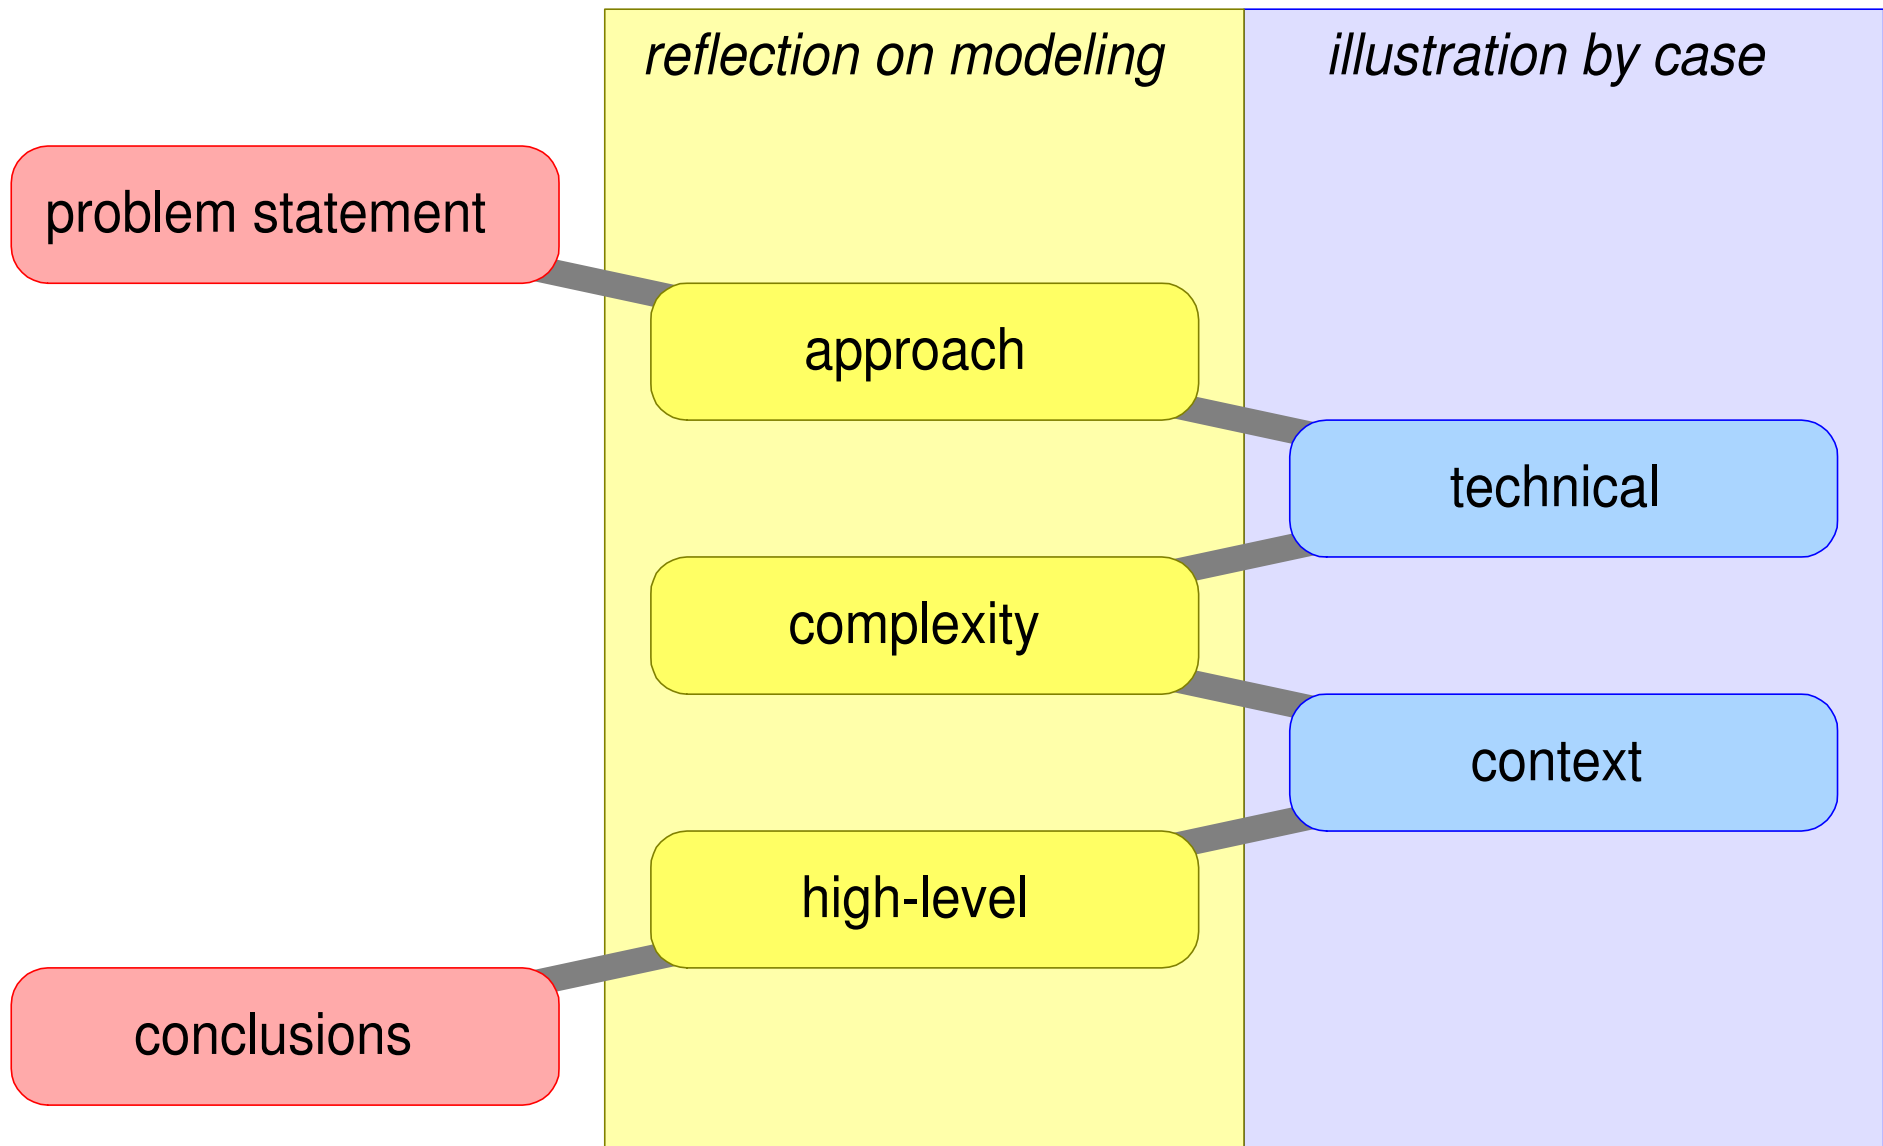 reflection on modeling
illustration by case
problem statement
approach
technical
complexity
context
high-level
conclusions